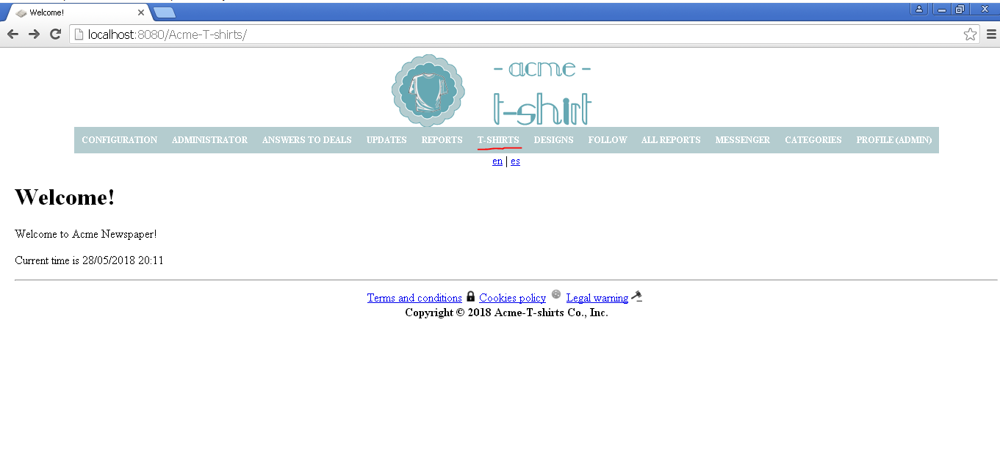 Welcome!
localhost:8080/Acme-T-shirts/
- acme -
t-shirt
CONFIGURATION ADMINISTRATOR ANSWERS TO DEALS UPDATES REPORTS T-SHIRTS DESIGNS FOLLOW ALL REPORTS MESSENGER CATEGORIES PROFILE (ADMIN)
en | es
Welcome!
Welcome to Acme Newspaper!
Current time is 28/05/2018 20:11
Terms and conditions Cookies policy Legal warning
Copyright © 2018 Acme-T-shirts Co., Inc.